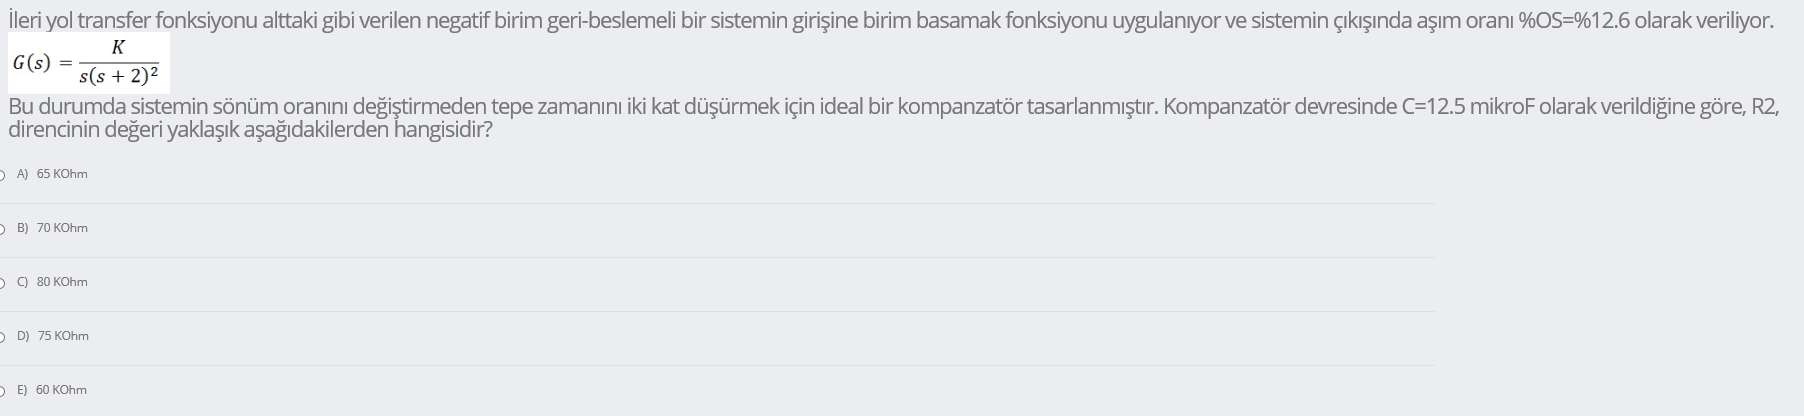 İleri yol transfer fonksiyonu alttaki gibi verilen negatif birim geri-beslemeli bir sistemin girişine birim basamak fonksiyonu uygulanıyor ve sistemin çıkışında aşım oranı %OS=%12.6 olarak veriliyor.
G(s) = K / s(s + 2)²
Bu durumda sistemin sönüm oranını değiştirmeden tepe zamanını iki kat düşürmek için ideal bir kompanzatör tasarlanmıştır. Kompanzatör devresinde C=12.5 mikroF olarak verildiğine göre, R2,
direncinin değeri yaklaşık aşağıdakilerden hangisidir?
A) 65 KOhm
B) 70 KOhm
C) 80 KOhm
D) 75 KOhm
E) 60 KOhm